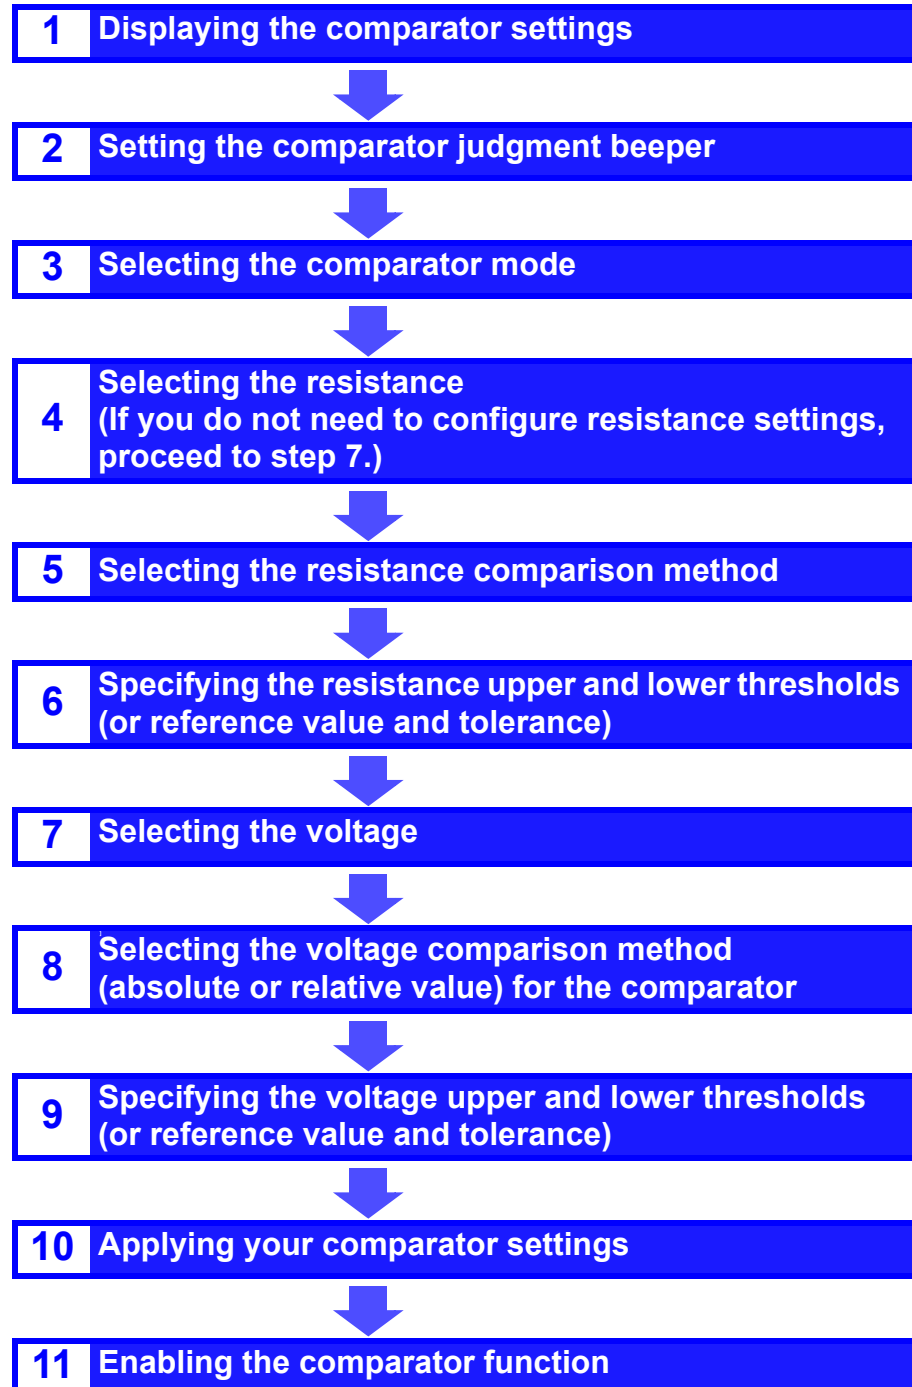 1 Displaying the comparator settings
2 Setting the comparator judgment beeper
3 Selecting the comparator mode
4 Selecting the resistance
(If you do not need to configure resistance settings,
proceed to step 7.)
5 Selecting the resistance comparison method
6 Specifying the resistance upper and lower thresholds
(or reference value and tolerance)
7 Selecting the voltage
8 Selecting the voltage comparison method
(absolute or relative value) for the comparator
9 Specifying the voltage upper and lower thresholds
(or reference value and tolerance)
10 Applying your comparator settings
11 Enabling the comparator function